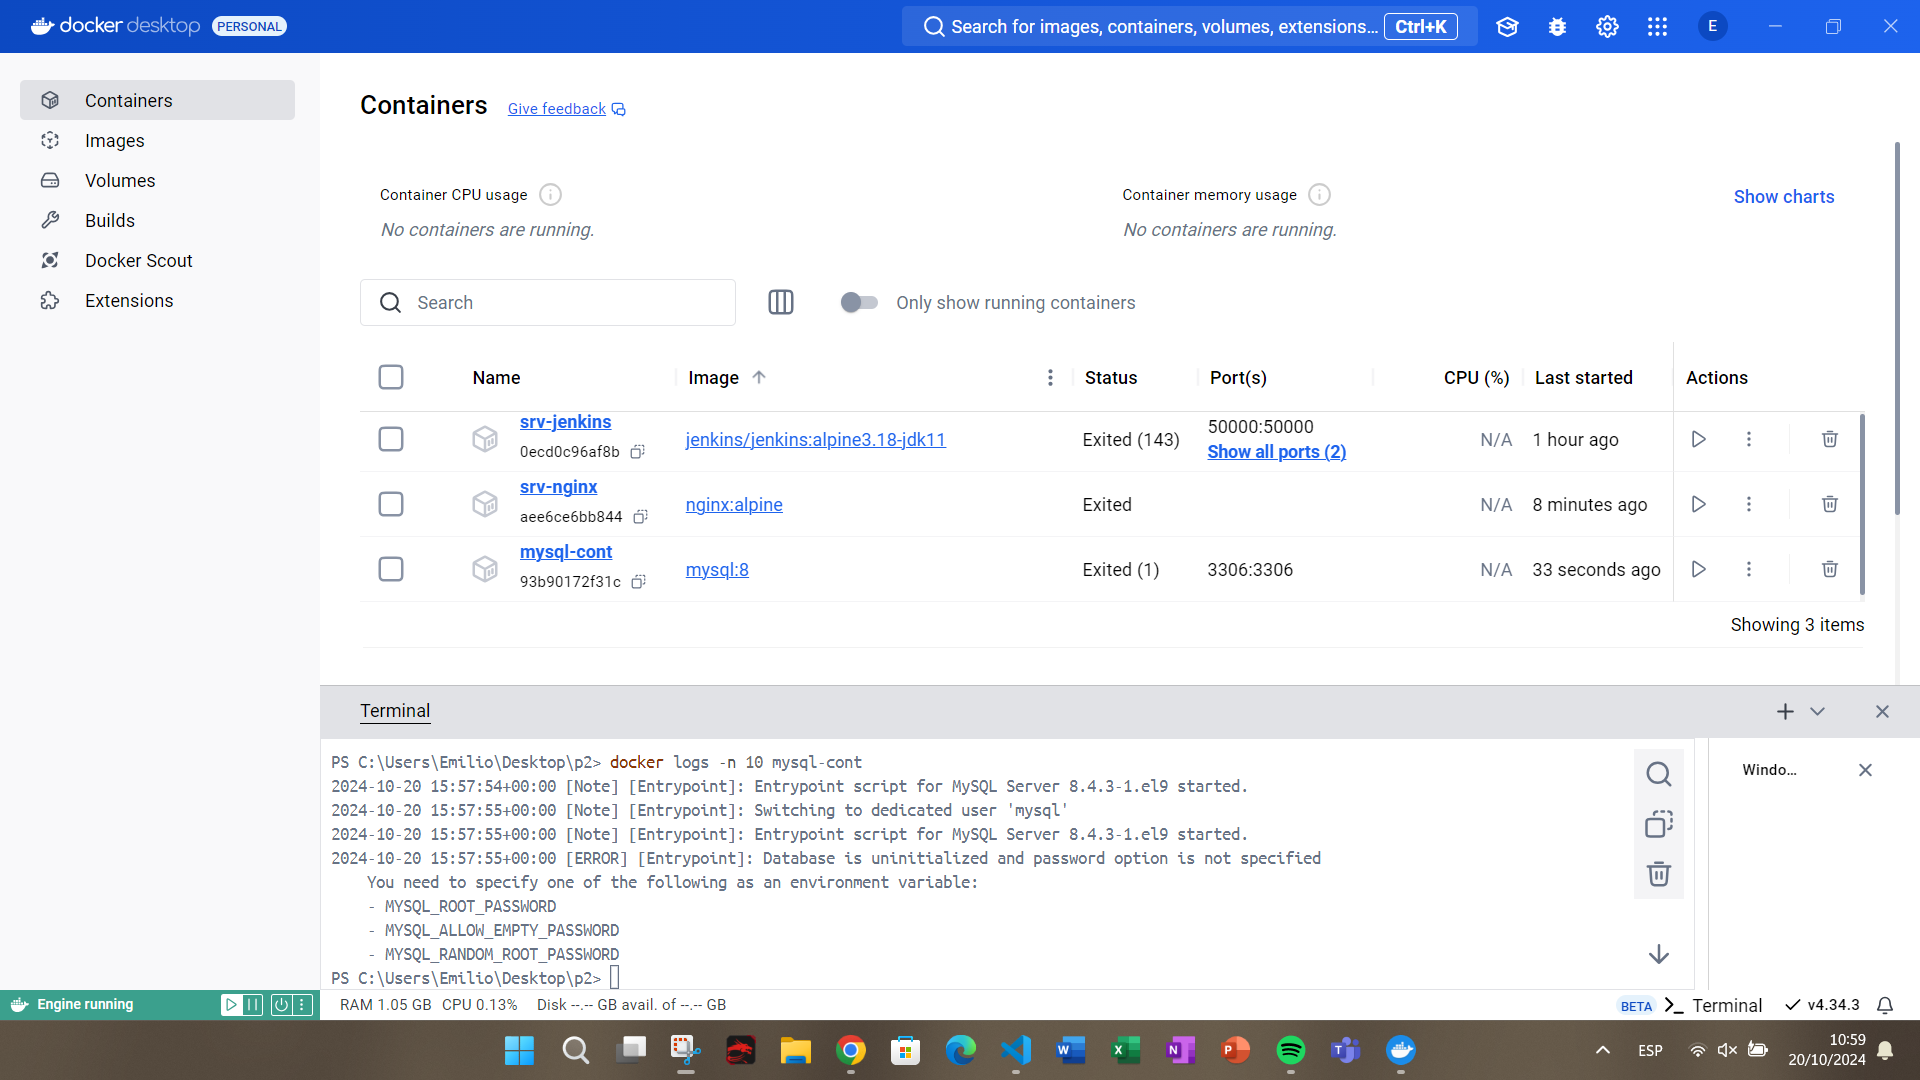 docker desktop PERSONAL
Search for images, containers, volumes, extensions... Ctrl+K
E
Containers
Images
Volumes
Builds
Docker Scout
Extensions
Containers Give feedback
Container CPU usage
No containers are running.
Container memory usage
No containers are running.
Show charts
Search
Only show running containers
Name Image Status Port(s) CPU (%) Last started Actions
srv-jenkins
0ecd0c96af8b
jenkins/jenkins:alpine3.18-jdk11
Exited (143)
50000:50000
Show all ports (2)
N/A
1 hour ago
srv-nginx
aee6ce6bb844
nginx:alpine
Exited
N/A
8 minutes ago
mysql-cont
93b90172f31c
mysql:8
Exited (1)
3306:3306
N/A
33 seconds ago
Showing 3 items
Terminal
PS C:\Users\Emilio\Desktop\p2> docker logs -n 10 mysql-cont
2024-10-20 15:57:54+00:00 [Note] [Entrypoint]: Entrypoint script for MySQL Server 8.4.3-1.el9 started.
2024-10-20 15:57:55+00:00 [Note] [Entrypoint]: Switching to dedicated user 'mysql'
2024-10-20 15:57:55+00:00 [Note] [Entrypoint]: Entrypoint script for MySQL Server 8.4.3-1.el9 started.
2024-10-20 15:57:55+00:00 [ERROR] [Entrypoint]: Database is uninitialized and password option is not specified
You need to specify one of the following as an environment variable:
- MYSQL_ROOT_PASSWORD
- MYSQL_ALLOW_EMPTY_PASSWORD
- MYSQL_RANDOM_ROOT_PASSWORD
PS C:\Users\Emilio\Desktop\p2>
Windo...
Engine running
RAM 1.05 GB CPU 0.13% Disk --.-- GB avail. of --.-- GB
BETA Terminal v4.34.3
ESP
10:59
20/10/2024